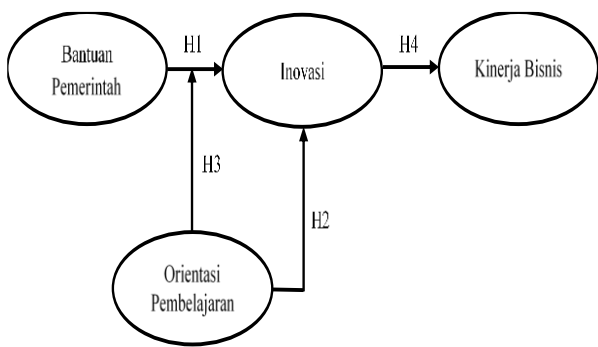 Bantuan
Pemerintah
H1
Inovasi
H4
Kinerja Bisnis
H3
H2
Orientasi
Pembelajaran